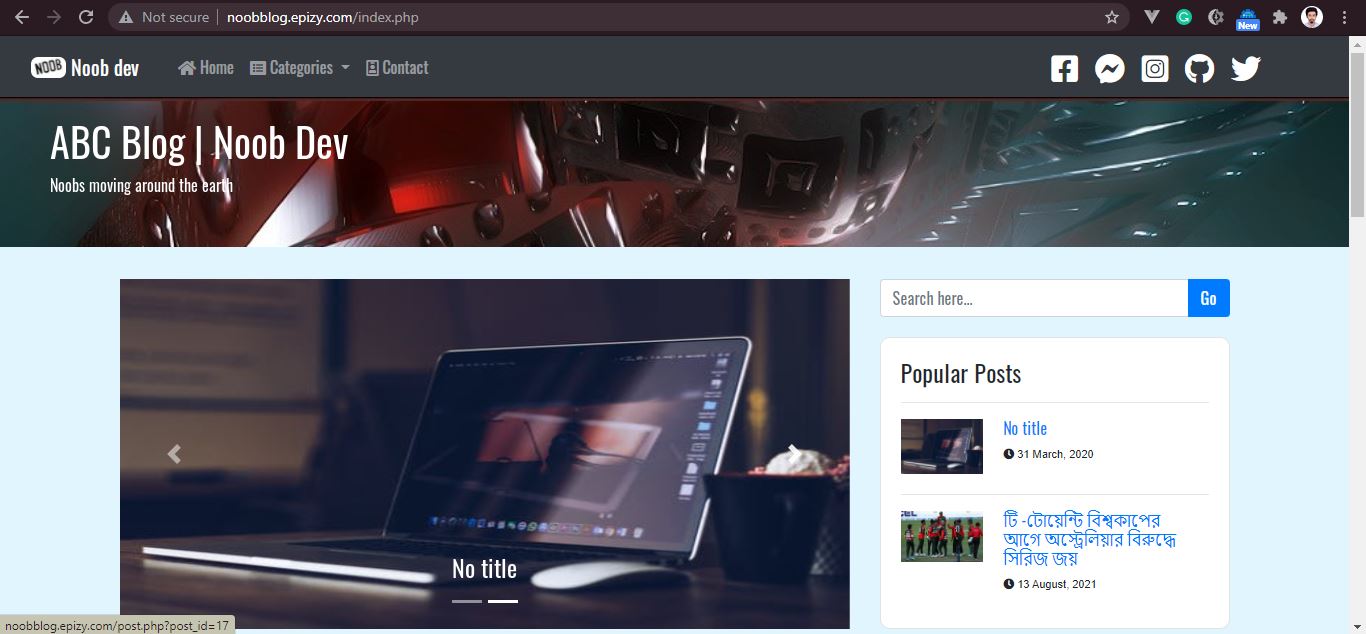 Not secure
noobblog.epizy.com/index.php
New
NOOB
Noob dev
Home
Categories
Contact
ABC Blog | Noob Dev
Noobs moving around the earth
Search here...
Go
Popular Posts
No title
31 March, 2020
টি -টোয়েন্টি বিশ্বকাপের
আগে অস্ট্রেলিয়ার বিরুদ্ধে
সিরিজ জয়
13 August, 2021
No title
noobblog.epizy.com/post.php?post_id=17